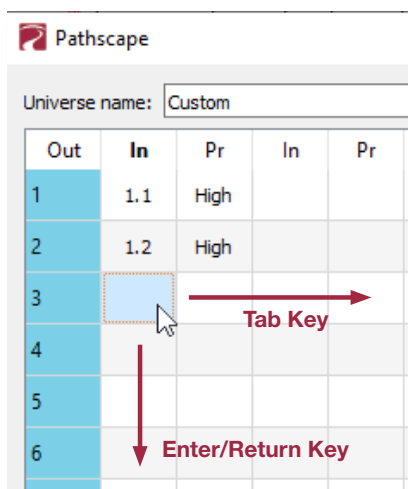 Pathscape
Universe name: Custom
Out In Pr In Pr
1 1.1 High
2 1.2 High
3
Tab Key
4
5
6
Enter/Return Key